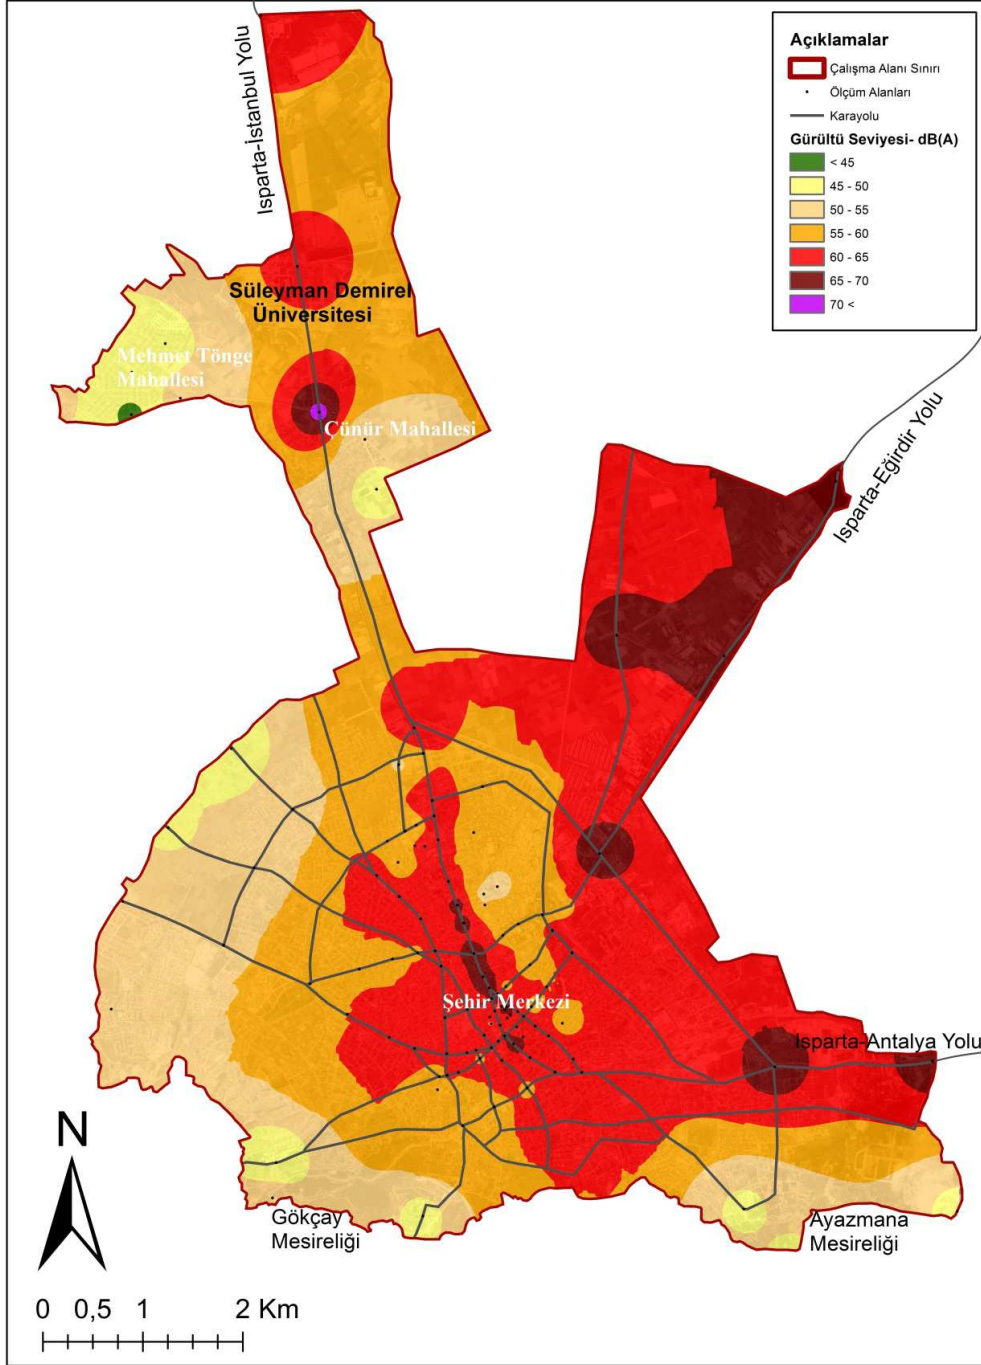 Açıklamalar
Çalışma Alanı Sınırı
Ölçüm Alanları
Karayolu
Gürültü Seviyesi- dB(A)
< 45
45 - 50
50 - 55
55 - 60
60 - 65
65 - 70
70 <
Isparta-İstanbul Yolu
Süleyman Demirel
Üniversitesi
Mehmet Tönge
Mahallesi
Çünür Mahallesi
Isparta-Eğirdir Yolu
Şehir Merkezi
Isparta-Antalya Yolu
N
Gökçay
Mesireliği
Ayazmana
Mesireliği
0 0,5 1 2 Km